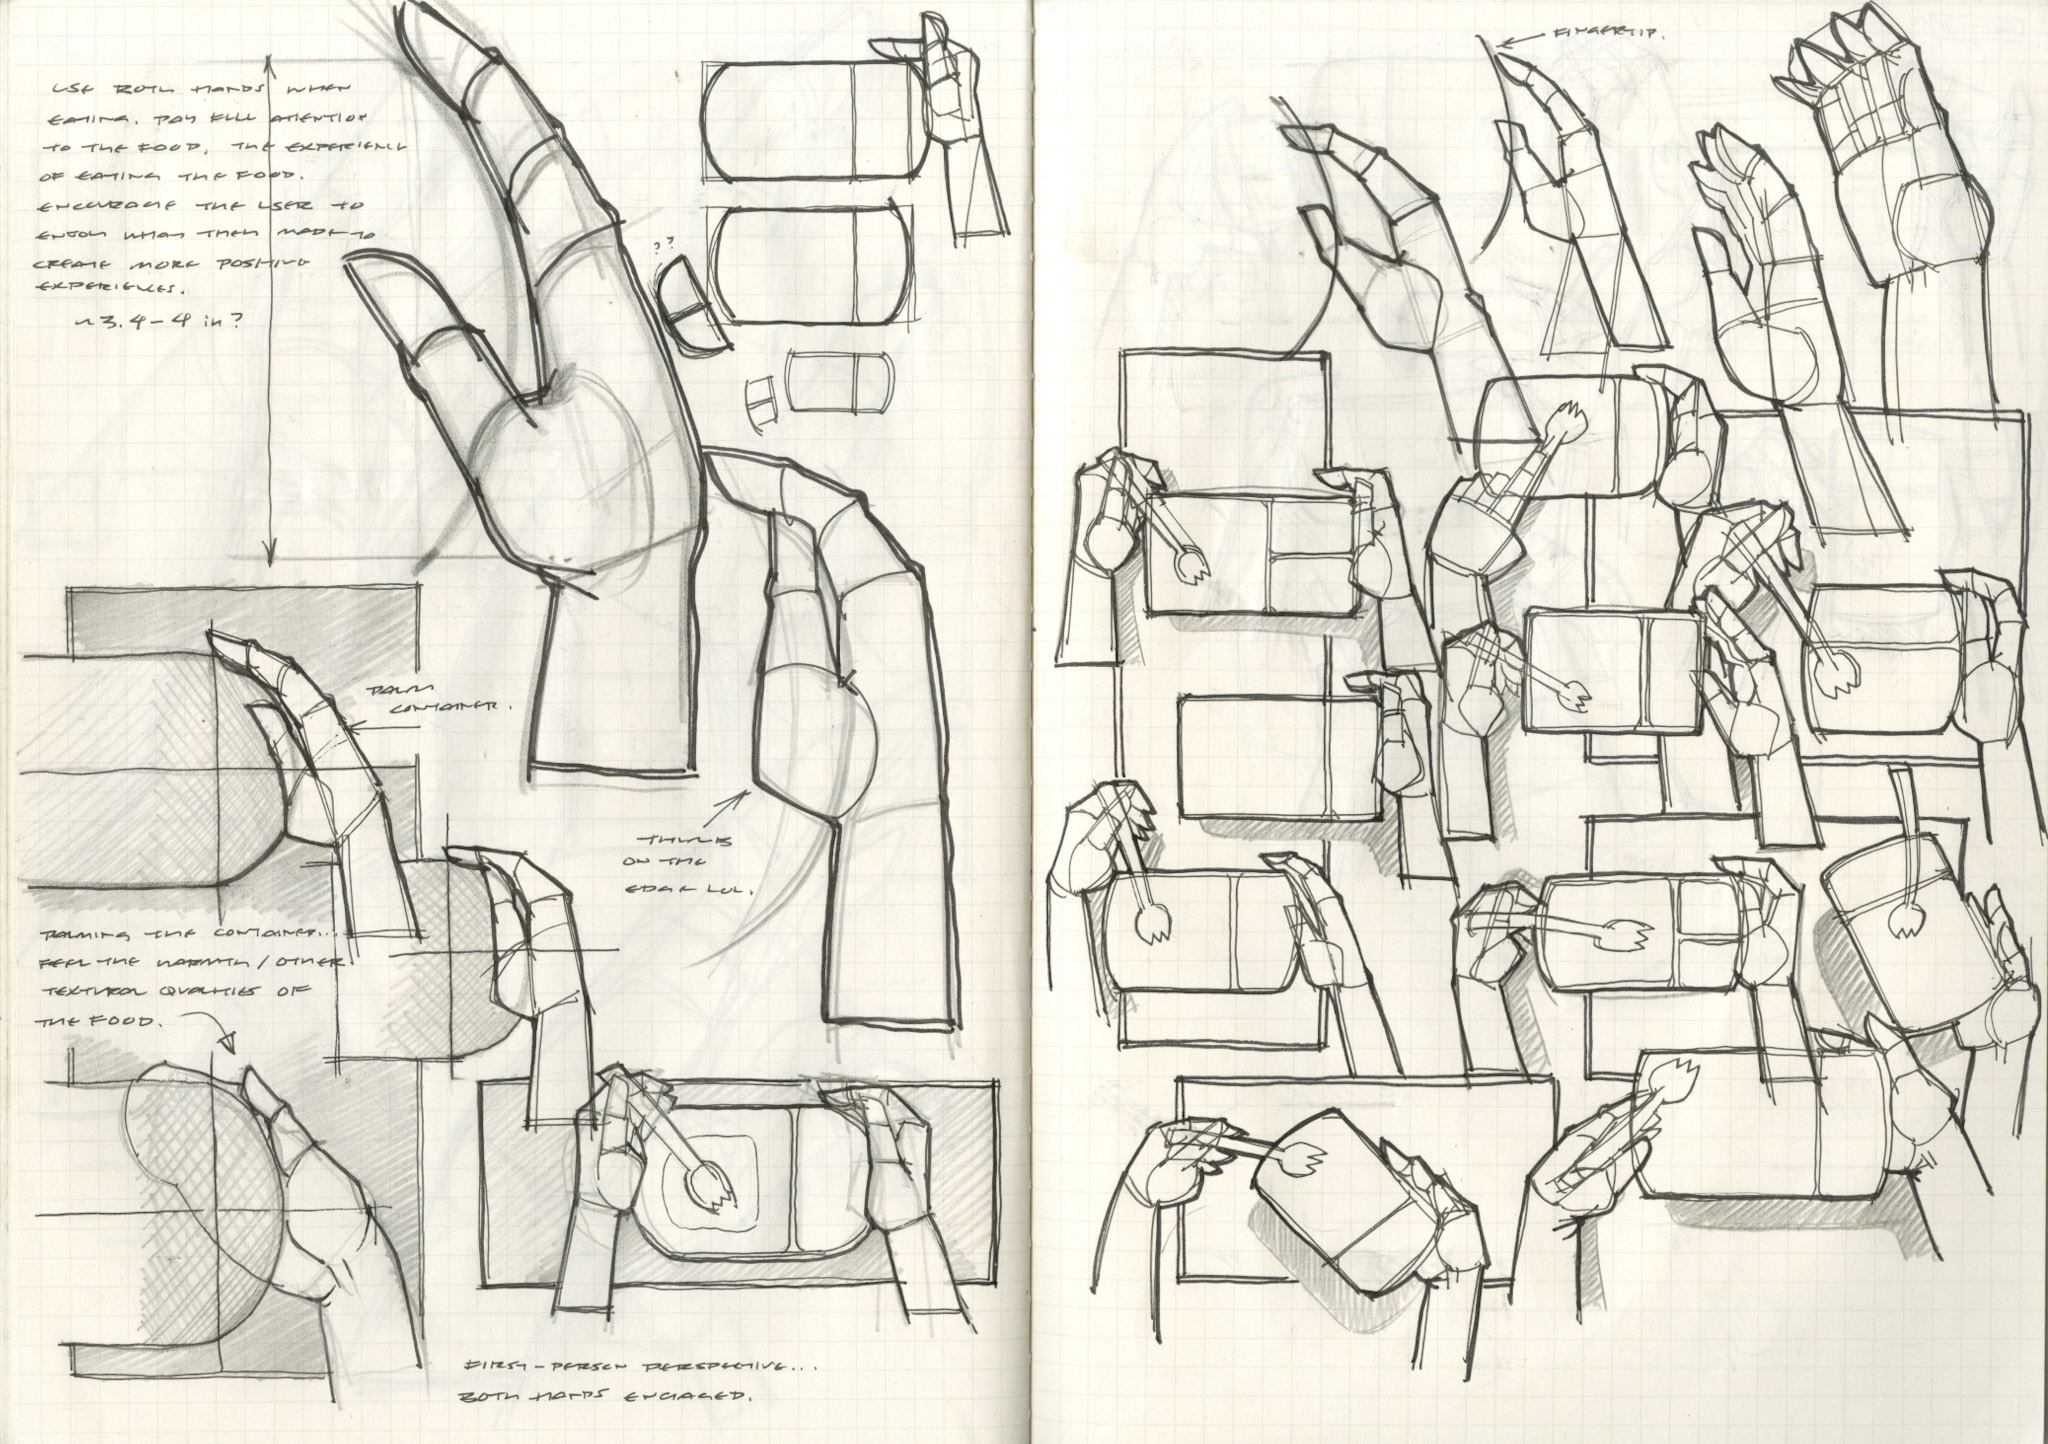 USE BOTH HANDS WHEN
EATING. PAY FULL ATTENTION
TO THE FOOD, THE EXPERIENCE
OF EATING THE FOOD.
ENCOURAGE THE USER TO
ENJOY WHAT THEY MADE TO
CREATE MORE POSITIVE
EXPERIENCES.
~3.4-4 in?
??
PALM
CONTAINER.
THUMB
ON THE
EDGE LOL.
PALMING THE CONTAINER...
FEEL THE WARMTH/OTHER
TEXTURAL QUALITIES OF
THE FOOD.
FIRST-PERSON PERSPECTIVE...
BOTH HANDS ENGAGED.
FINGERTIP.